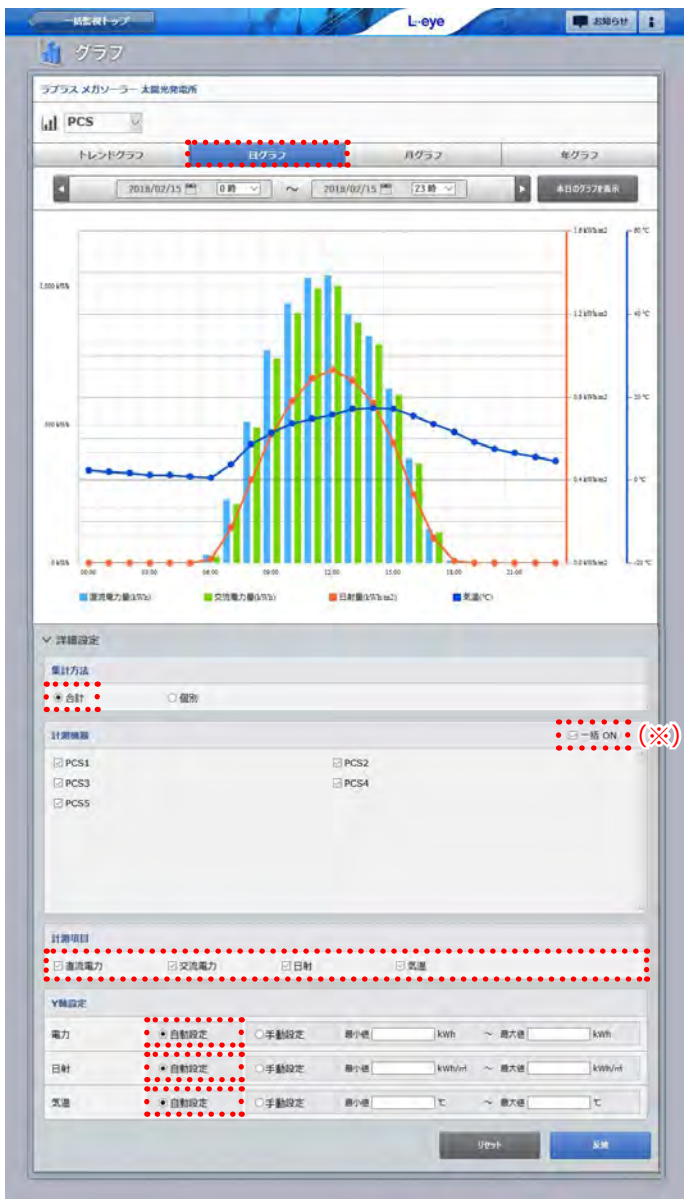 一括監視トップ
L・eye
お知らせ
i
グラフ
ラプラス メガソーラー 太陽光発電所
PCS
トレンドグラフ 日グラフ 月グラフ 年グラフ
2018/02/15 0 時 ～ 2018/02/15 23 時 本日のグラフを表示
1.6 kWh/m2 60 ℃
1,000 kWh 1.2 kWh/m2 40 ℃
0.8 kWh/m2 20 ℃
500 kWh
0.4 kWh/m2 0 ℃
0 kWh 0.0 kWh/m2 -20 ℃
00:00 03:00 06:00 09:00 12:00 15:00 18:00 21:00
直流電力量(kWh) 交流電力量(kWh) 日射量(kWh/m2) 気温(℃)
詳細設定
集計方法
合計 個別
計測機器 一括 ON (※)
PCS1 PCS2
PCS3 PCS4
PCS5
計測項目
直流電力 交流電力 日射 気温
Y軸設定
電力 自動設定 手動設定 最小値 kWh ～ 最大値 kWh
日射 自動設定 手動設定 最小値 kWh/㎡ ～ 最大値 kWh/㎡
気温 自動設定 手動設定 最小値 ℃ ～ 最大値 ℃
リセット 反映